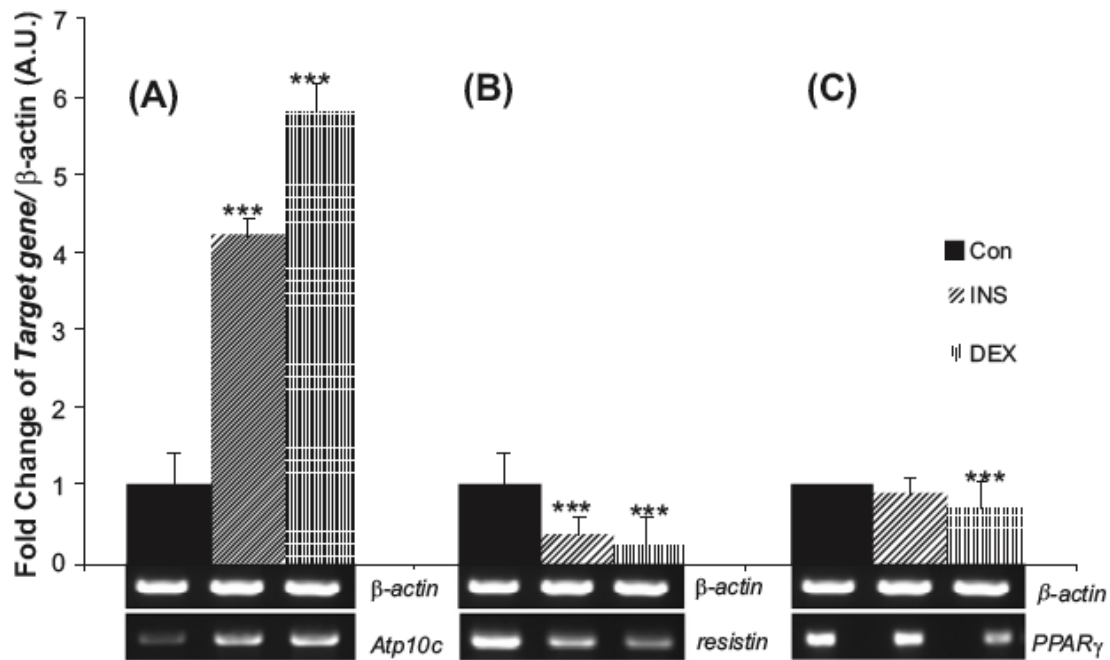 Fold Change of Target gene/ β-actin (A.U.)
7
6
5
4
3
2
1
0
(A)
***
***
(B)
***
***
(C)
***
Con
INS
DEX
β-actin
β-actin
β-actin
Atp10c
resistin
PPARγ